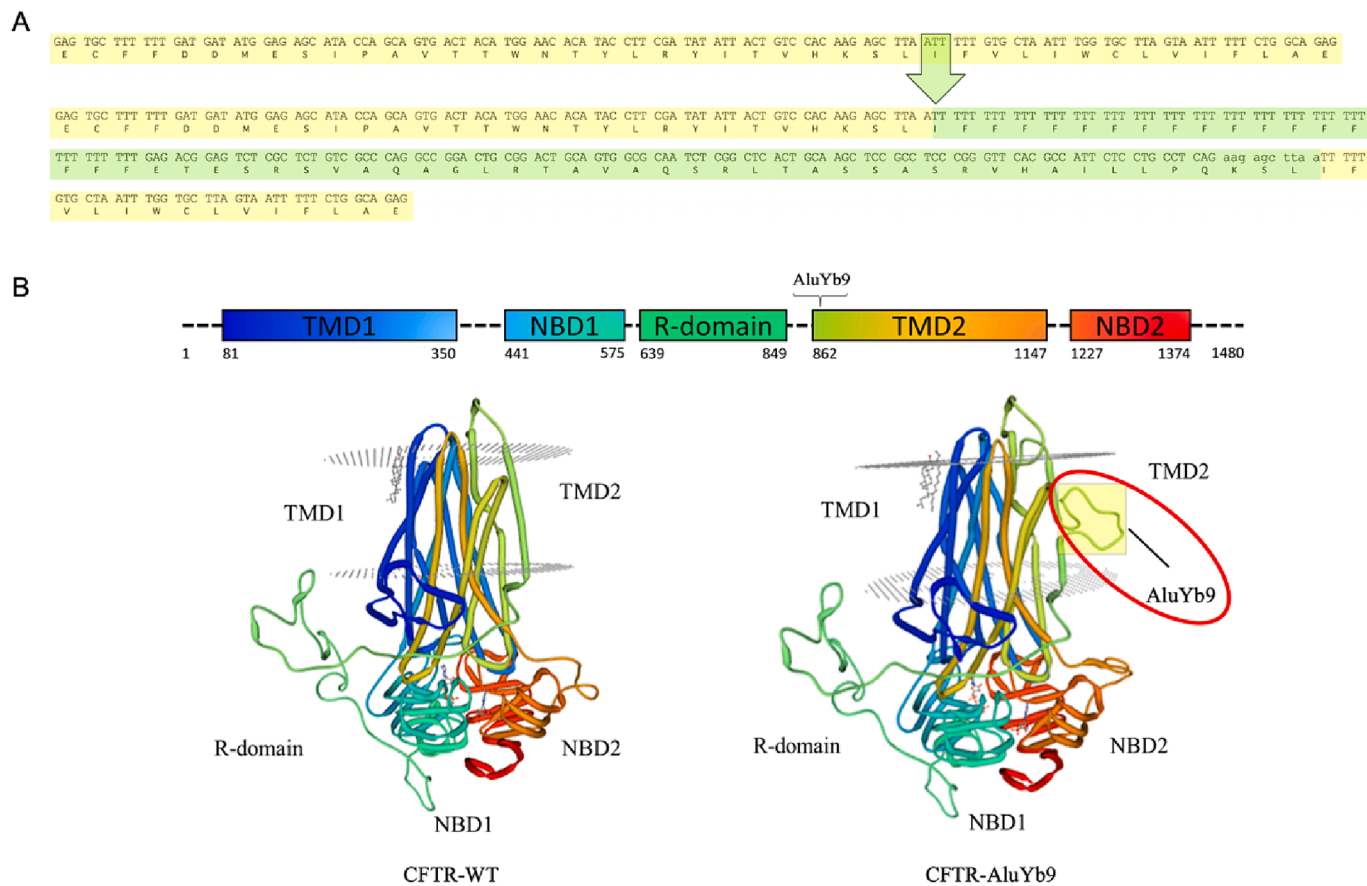 A
GAG TGC TTT TTT GAT GAT ATG GAG AGC ATA CCA GCA GTG ACT ACA TGG AAC ACA TAC CTT CGA TAT ATT ACT GTC CAC AAG AGC TTA ATT TTT GTG CTA ATT TGG TGC TTA GTA ATT TTT CTG GCA GAG
E C F F D D M E S I P A V T T W N T Y L R Y I T V H K S L I F V L I W C L V I F L A E
GAG TGC TTT TTT GAT GAT ATG GAG AGC ATA CCA GCA GTG ACT ACA TGG AAC ACA TAC CTT CGA TAT ATT ACT GTC CAC AAG AGC TTA ATT TTT TTT TTT TTT TTT TTT TTT TTT TTT TTT TTT TTT TTT TTT
E C F F D D M E S I P A V T T W N T Y L R Y I T V H K S L I F F F F F F F F F F F F F F
TTT TTT TTT GAG ACG GAG TCT CGC TCT GTC GCC CAG GCC GGA CTG CGG ACT GCA GTG GCG CAA TCT CGG CTC ACT GCA AGC TCC GCC TCC CGG GTT CAC GCC ATT CTC CTG CCT CAG aag agc tta aTT TTT
F F F E T E S R S V A Q A G L R T A V A Q S R L T A S S A S R V H A I L L P Q K S L I F
GTG CTA ATT TGG TGC TTA GTA ATT TTT CTG GCA GAG
V L I W C L V I F L A E
B
AluYb9
TMD1 NBD1 R-domain TMD2 NBD2
1 81 350 441 575 639 849 862 1147 1227 1374 1480
TMD1
TMD2
R-domain
NBD2
NBD1
CFTR-WT
TMD2
TMD1
AluYb9
R-domain
NBD2
NBD1
CFTR-AluYb9